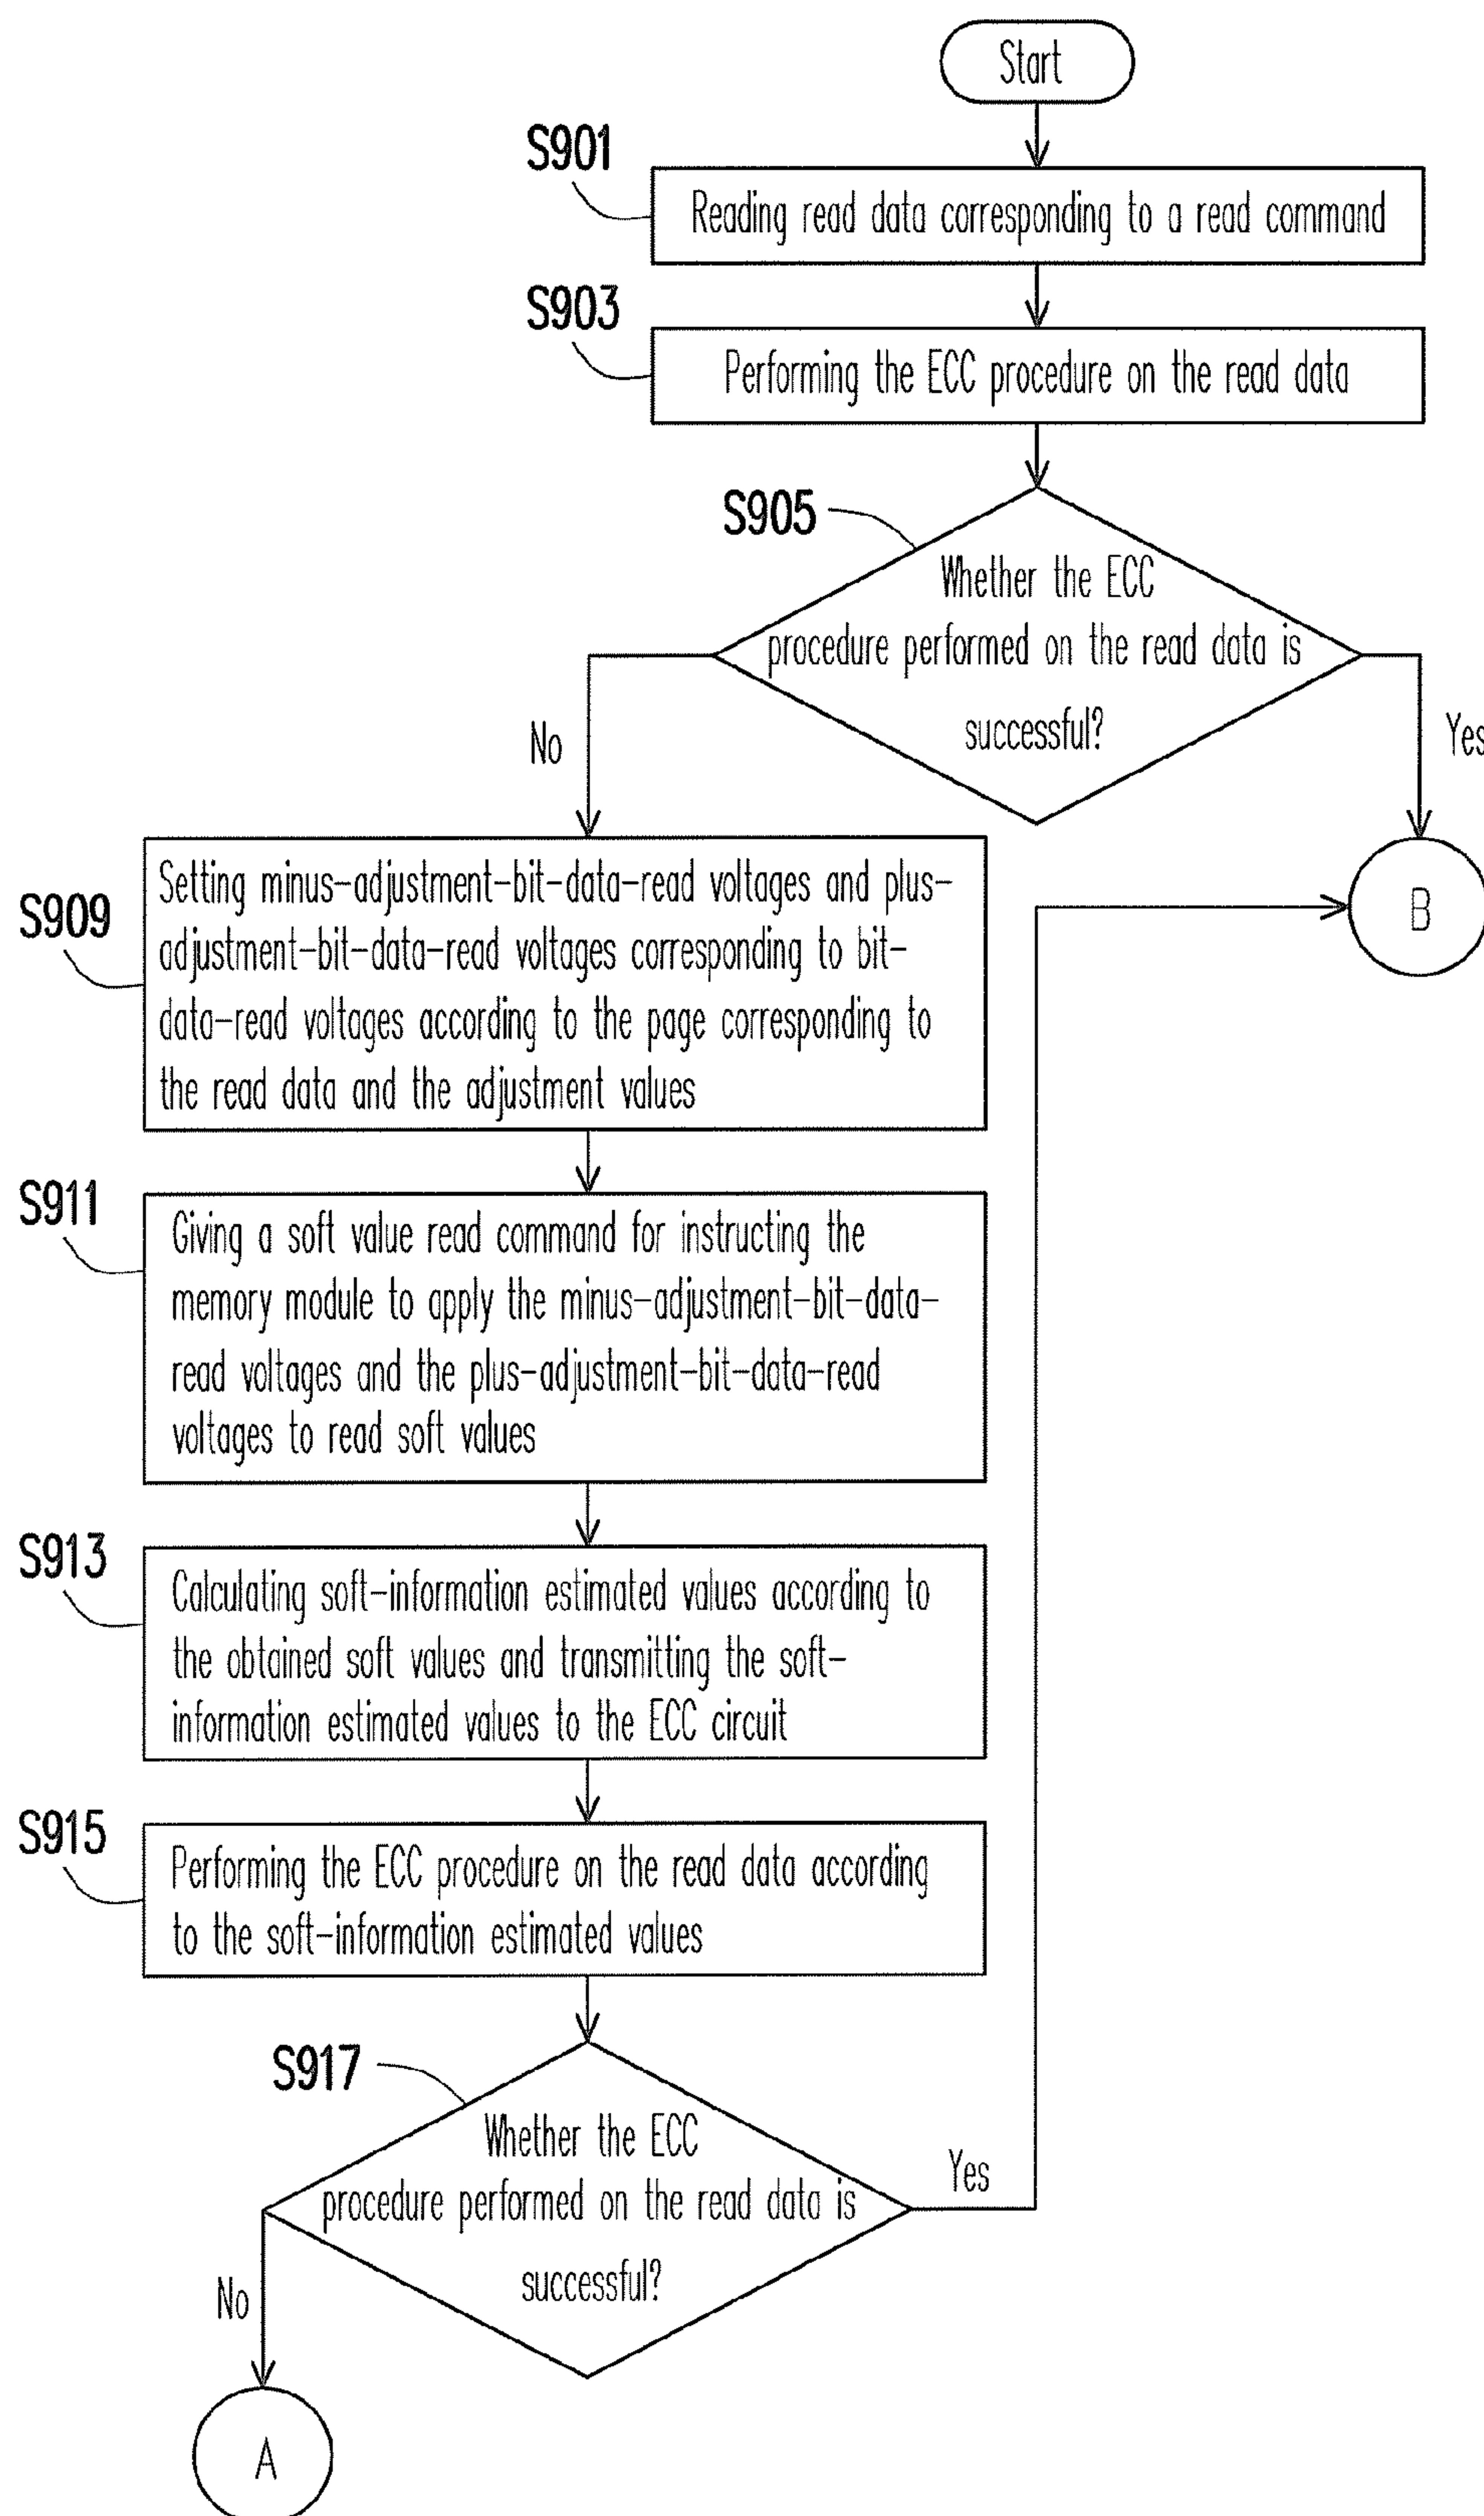 Start
S901
Reading read data corresponding to a read command
S903
Performing the ECC procedure on the read data
S905
Whether the ECC
procedure performed on the read data is
successful?
No
Yes
S909
Setting minus-adjustment-bit-data-read voltages and plus-
adjustment-bit-data-read voltages corresponding to bit-
data-read voltages according to the page corresponding to
the read data and the adjustment values
B
S911
Giving a soft value read command for instructing the
memory module to apply the minus-adjustment-bit-data-
read voltages and the plus-adjustment-bit-data-read
voltages to read soft values
S913
Calculating soft-information estimated values according to
the obtained soft values and transmitting the soft-
information estimated values to the ECC circuit
S915
Performing the ECC procedure on the read data according
to the soft-information estimated values
S917
Whether the ECC
procedure performed on the read data is
successful?
Yes
No
A